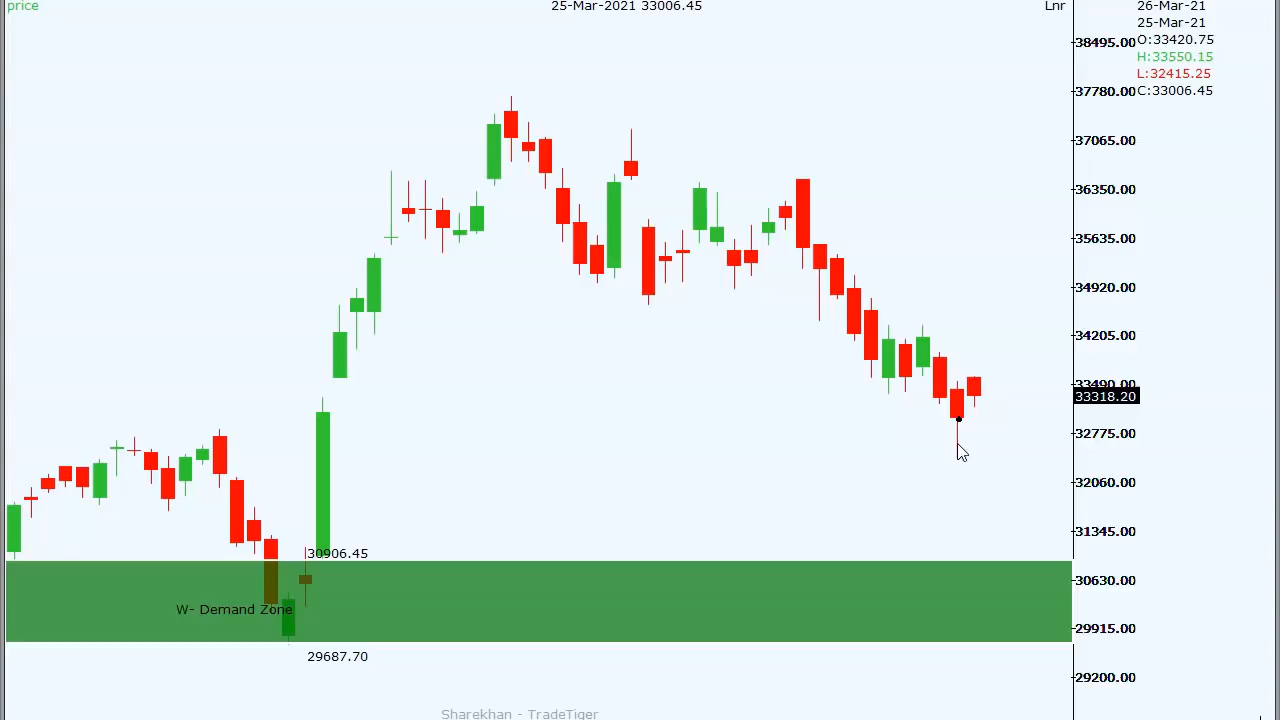 price
25-Mar-2021 33006.45
Lnr
26-Mar-21
25-Mar-21
O:33420.75
H:33550.15
L:32415.25
C:33006.45
38495.00
37780.00
37065.00
36350.00
35635.00
34920.00
34205.00
33490.00
33318.20
32775.00
32060.00
31345.00
30630.00
29915.00
29200.00
30906.45
W- Demand Zone
29687.70
Sharekhan - TradeTiger